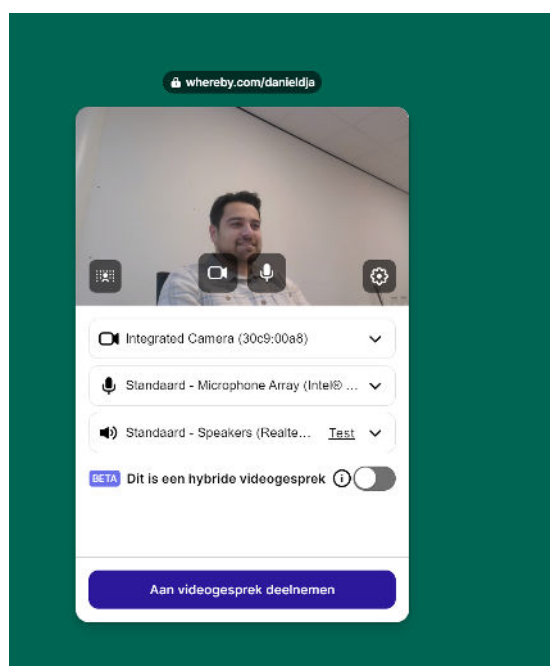 whereby.com/danieldja
Integrated Camera (30c9:00a8)
Standaard - Microphone Array (Intel® ...
Standaard - Speakers (Realte... Test
BETA Dit is een hybride videogesprek
Aan videogesprek deelnemen